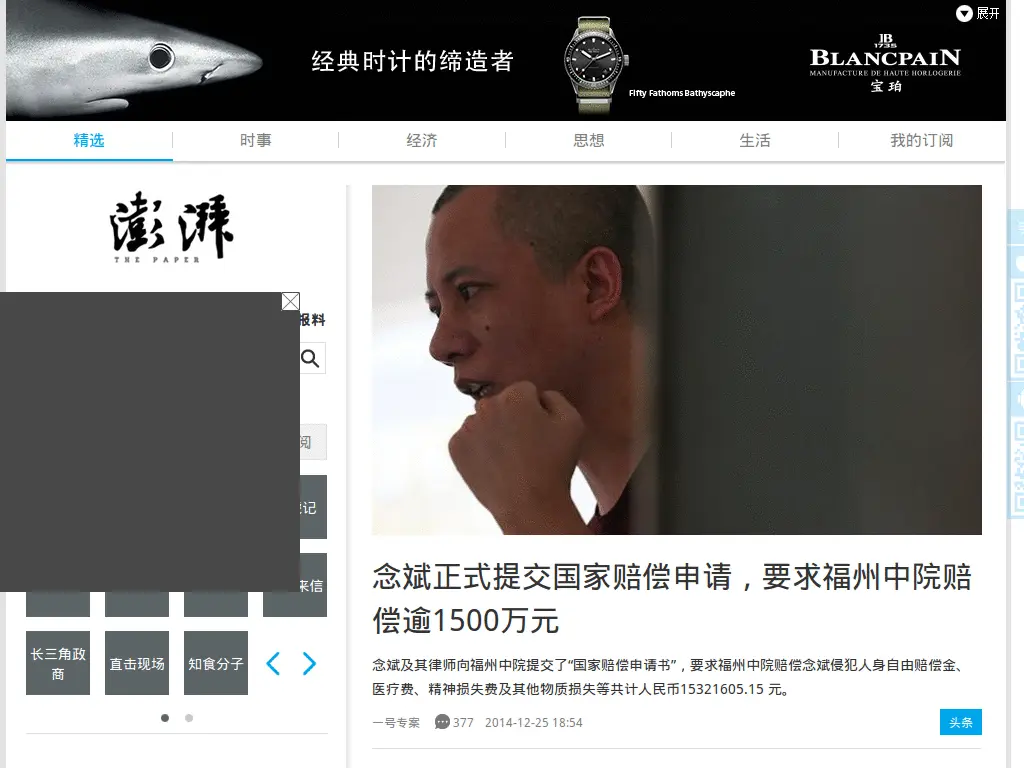 展开
经典时计的缔造者
Fifty Fathoms Bathyscaphe
JB
1735
BLANCPAIN
MANUFACTURE DE HAUTE HORLOGERIE
宝珀
精选
时事
经济
思想
生活
我的订阅
澎湃
THE PAPER
报料
阅
记
来信
长三角政商
直击现场
知食分子
念斌正式提交国家赔偿申请，要求福州中院赔
偿逾1500万元
念斌及其律师向福州中院提交了“国家赔偿申请书”，要求福州中院赔偿念斌侵犯人身自由赔偿金、
医疗费、精神损失费及其他物质损失等共计人民币15321605.15 元。
一号专案 377 2014-12-25 18:54
头条